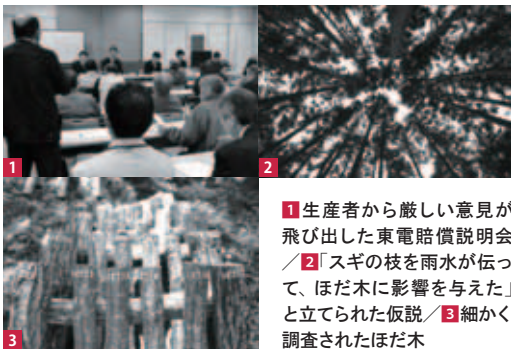 1
2
3
1生産者から厳しい意見が
飛び出した東電賠償説明会
／2「スギの枝を雨水が伝っ
て、ほだ木に影響を与えた」
と立てられた仮説／3細かく
調査されたほだ木